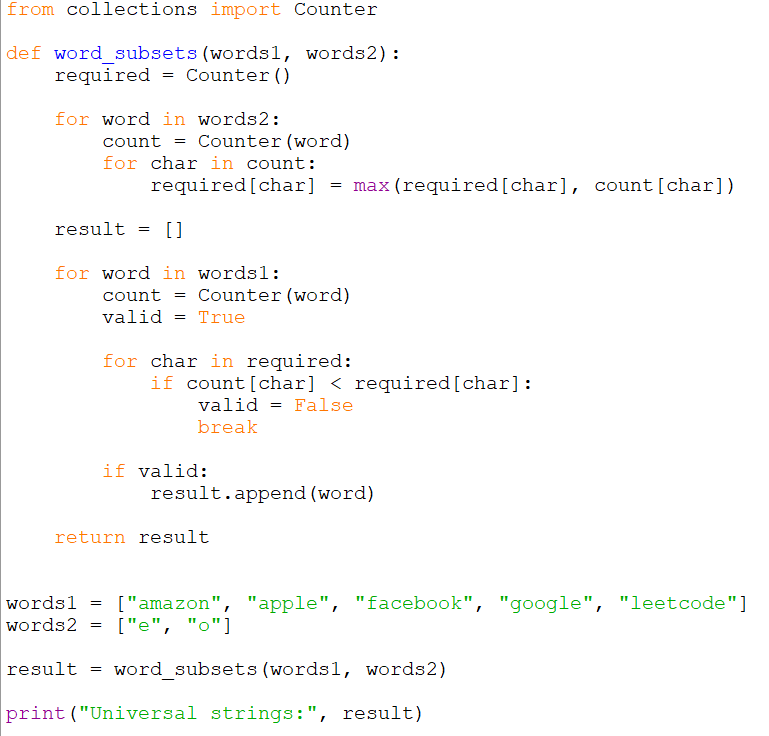 from collections import Counter

def word_subsets(words1, words2):
    required = Counter()

    for word in words2:
        count = Counter(word)
        for char in count:
            required[char] = max(required[char], count[char])

    result = []

    for word in words1:
        count = Counter(word)
        valid = True

        for char in required:
            if count[char] < required[char]:
                valid = False
                break

        if valid:
            result.append(word)

    return result


words1 = ["amazon", "apple", "facebook", "google", "leetcode"]
words2 = ["e", "o"]

result = word_subsets(words1, words2)

print("Universal strings:", result)